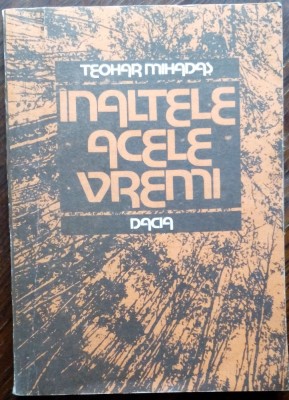 TEOHAR MIHADAȘ
ÎNALTELE
ACELE
VREMI
DACIA